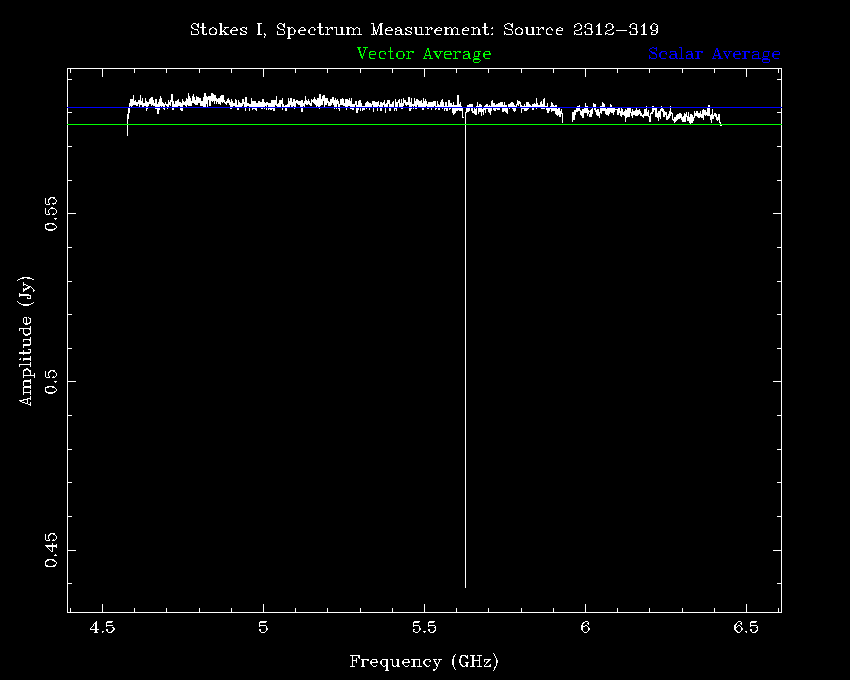 Stokes I, Spectrum Measurement: Source 2312-319
Vector Average Scalar Average
0.55
0.5
0.45
Amplitude (Jy)
4.5 5 5.5 6 6.5
Frequency (GHz)